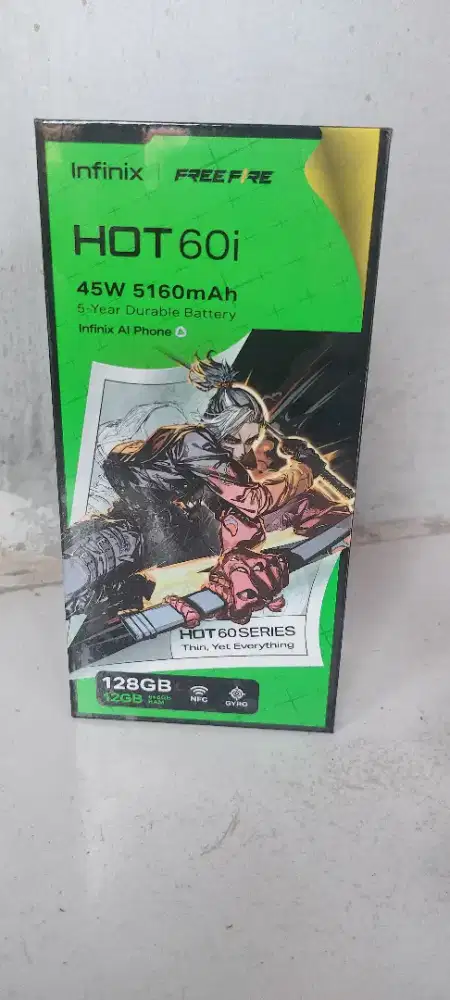 Infinix FREE FIRE
HOT 60i
45W 5160mAh
5-Year Durable Battery
Infinix AI Phone
HOT 60 SERIES
Thin, Yet Everything
128GB
12GB RAM
NFC GYRO